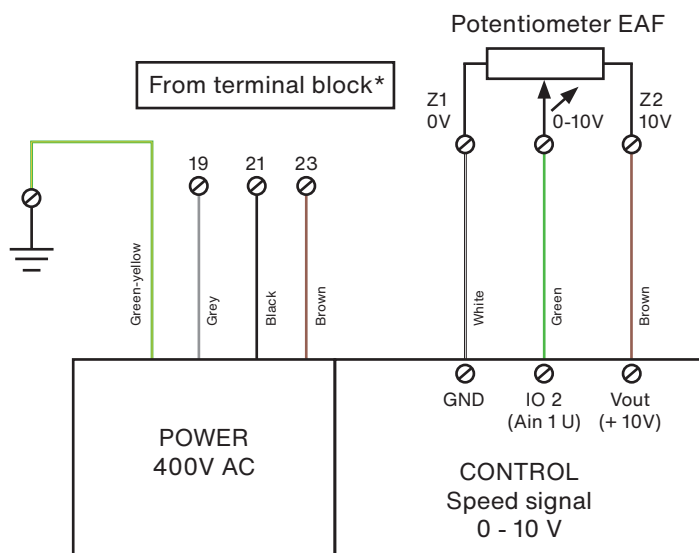 Potentiometer EAF
From terminal block*
Z1
0V
0-10V
Z2
10V
19
21
23
Green-yellow
Grey
Black
Brown
White
Green
Brown
GND
IO 2
(Ain 1 U)
Vout
(+ 10V)
POWER
400V AC
CONTROL
Speed signal
0 - 10 V